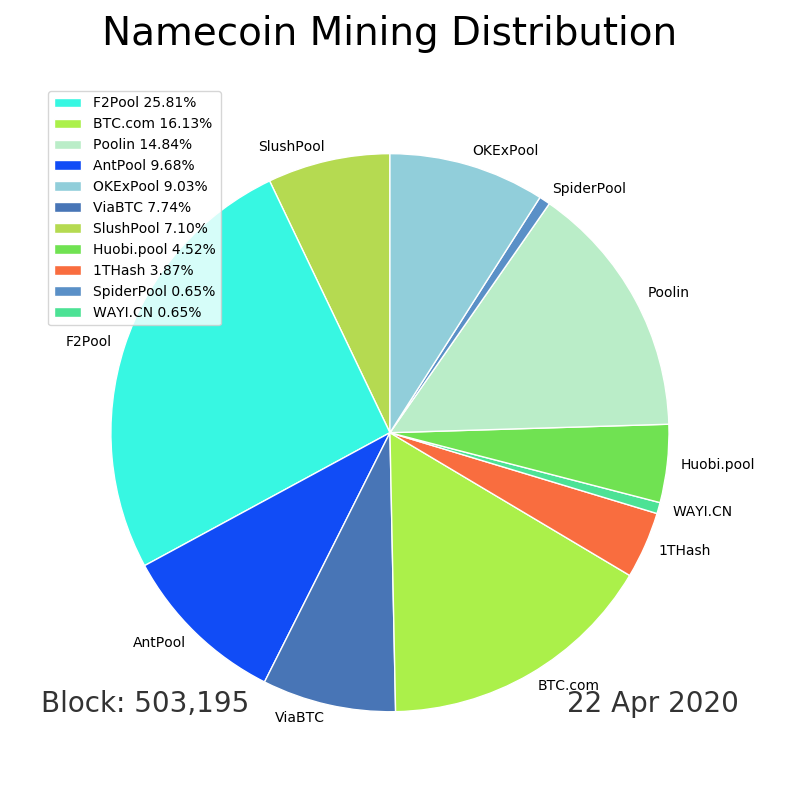 Namecoin Mining Distribution
F2Pool 25.81%
BTC.com 16.13%
Poolin 14.84%
AntPool 9.68%
OKExPool 9.03%
ViaBTC 7.74%
SlushPool 7.10%
Huobi.pool 4.52%
1THash 3.87%
SpiderPool 0.65%
WAYI.CN 0.65%
SlushPool
OKExPool
SpiderPool
Poolin
F2Pool
Huobi.pool
WAYI.CN
1THash
AntPool
BTC.com
ViaBTC
Block: 503,195
22 Apr 2020